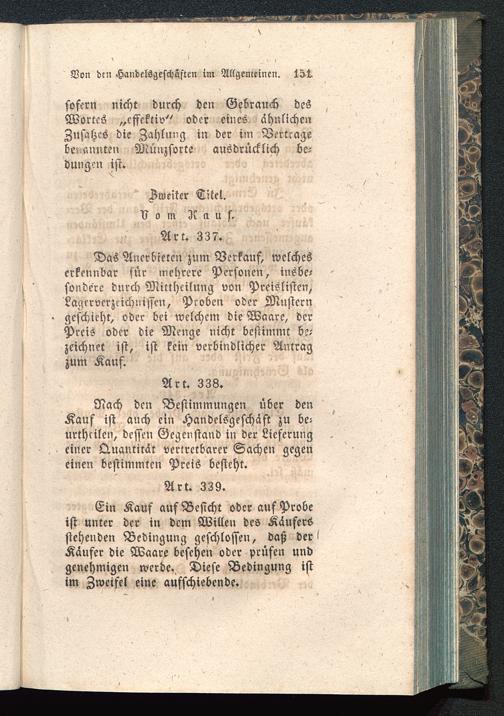 Von den Handelsgeschäften im Allgemeinen. 151
sofern nicht durch den Gebrauch des
Wortes „effektiv“ oder eines ähnlichen
Zusatzes die Zahlung in der im Vertrage
benannten Münzsorte ausdrücklich be-
dungen ist.
Zweiter Titel.
Vom Kauf.
Art. 337.
Das Anerbieten zum Verkauf, welches
erkennbar für mehrere Personen, insbe-
sondere durch Mittheilung von Preislisten,
Lagerverzeichnissen, Proben oder Mustern
geschieht, oder bei welchem die Waare, der
Preis oder die Menge nicht bestimmt be-
zeichnet ist, ist kein verbindlicher Antrag
zum Kauf.
Art. 338.
Nach den Bestimmungen über den
Kauf ist auch ein Handelsgeschäft zu be-
urtheilen, dessen Gegenstand in der Lieferung
einer Quantität vertretbarer Sachen gegen
einen bestimmten Preis besteht.
Art. 339.
Ein Kauf auf Besicht oder auf Probe
ist unter der in dem Willen des Käufers
stehenden Bedingung geschlossen, daß der
Käufer die Waare besehen oder prüfen und
genehmigen werde. Diese Bedingung ist
im Zweifel eine aufschiebende.